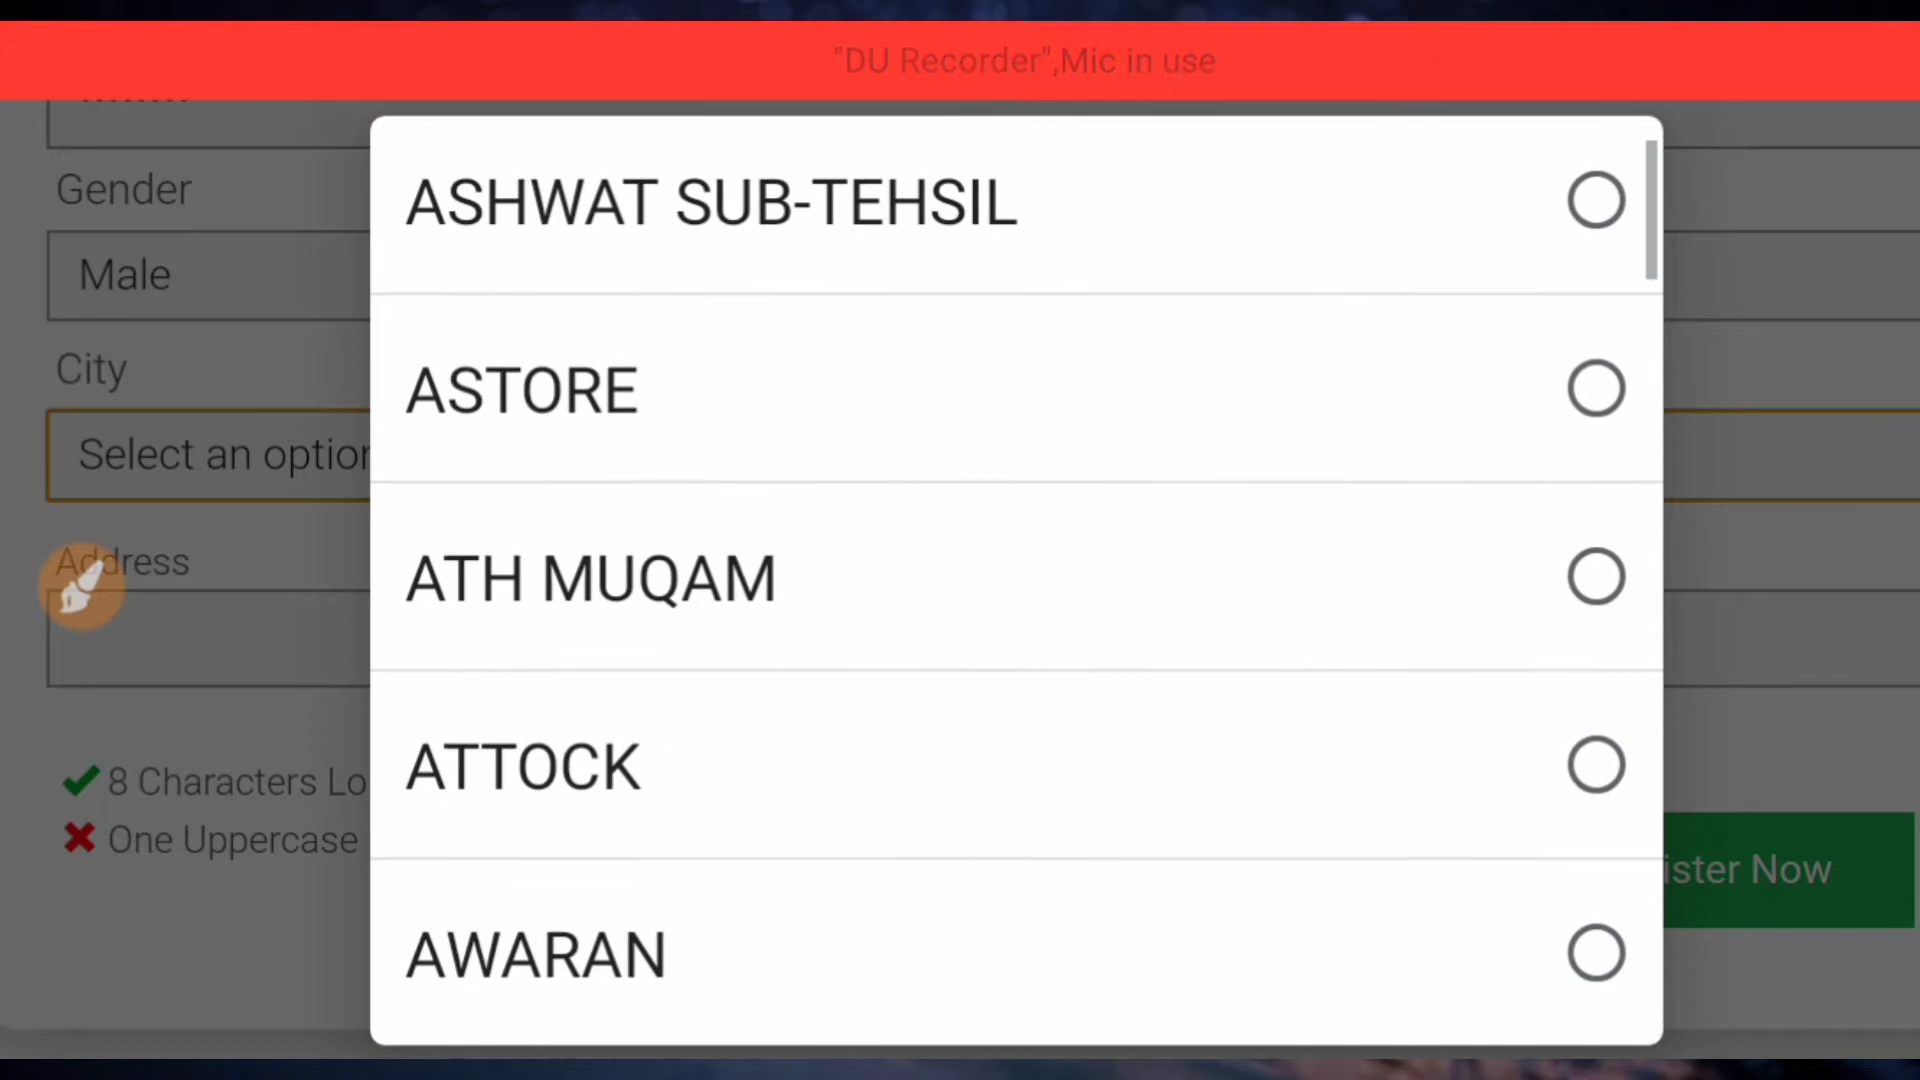 "DU Recorder",Mic in use
Gender
Male
City
Select an option
Address
8 Characters Lo
One Uppercase
ister Now
ASHWAT SUB-TEHSIL
ASTORE
ATH MUQAM
ATTOCK
AWARAN